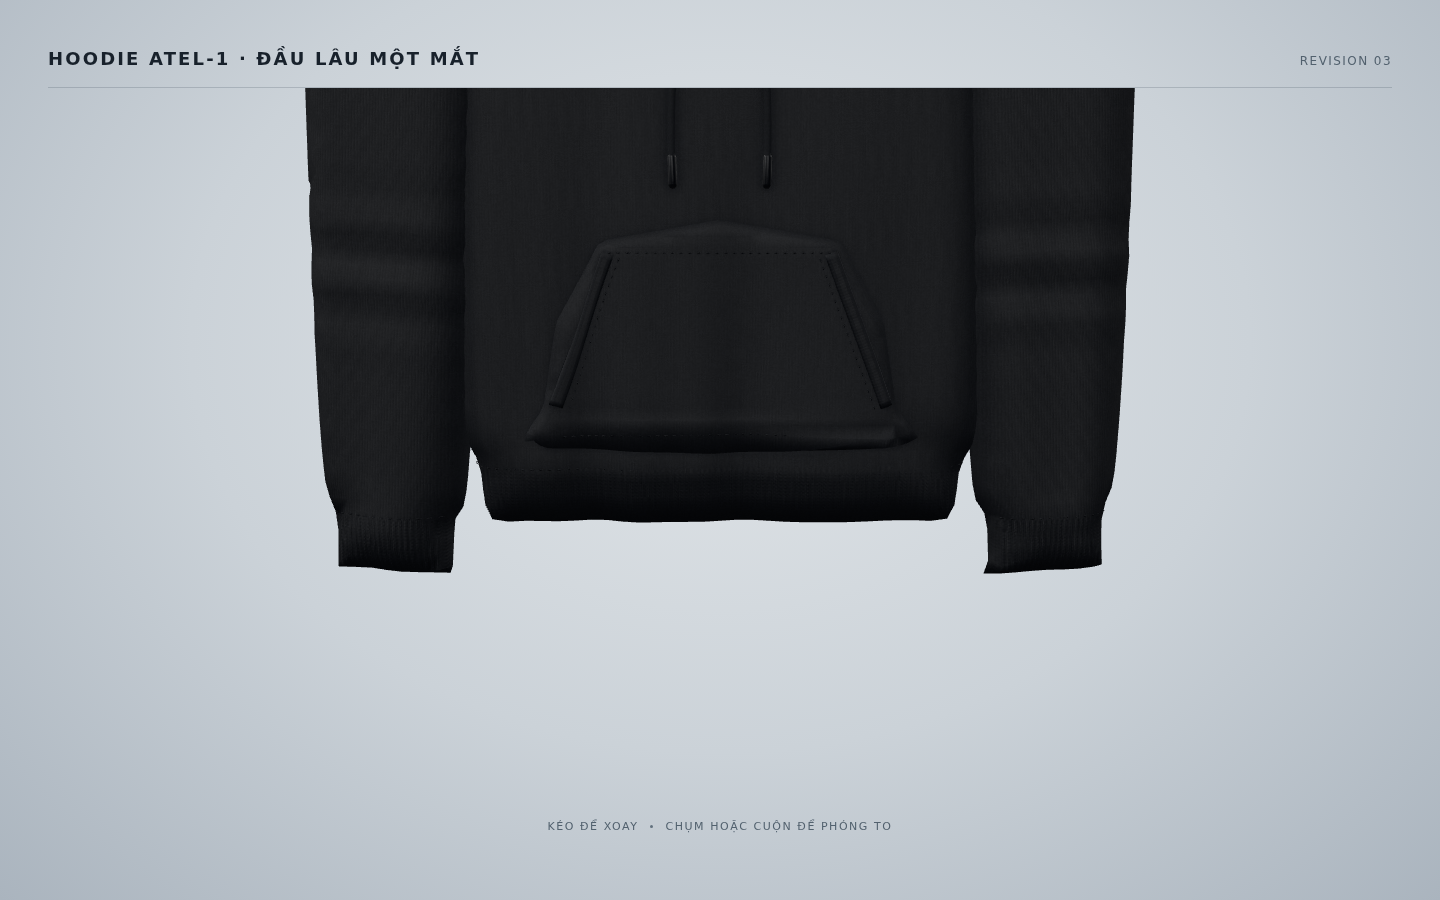 HOODIE ATEL-1 · ĐẦU LÂU MỘT MẮT
REVISION 03
KÉO ĐỂ XOAY • CHỤM HOẶC CUỘN ĐỂ PHÓNG TO